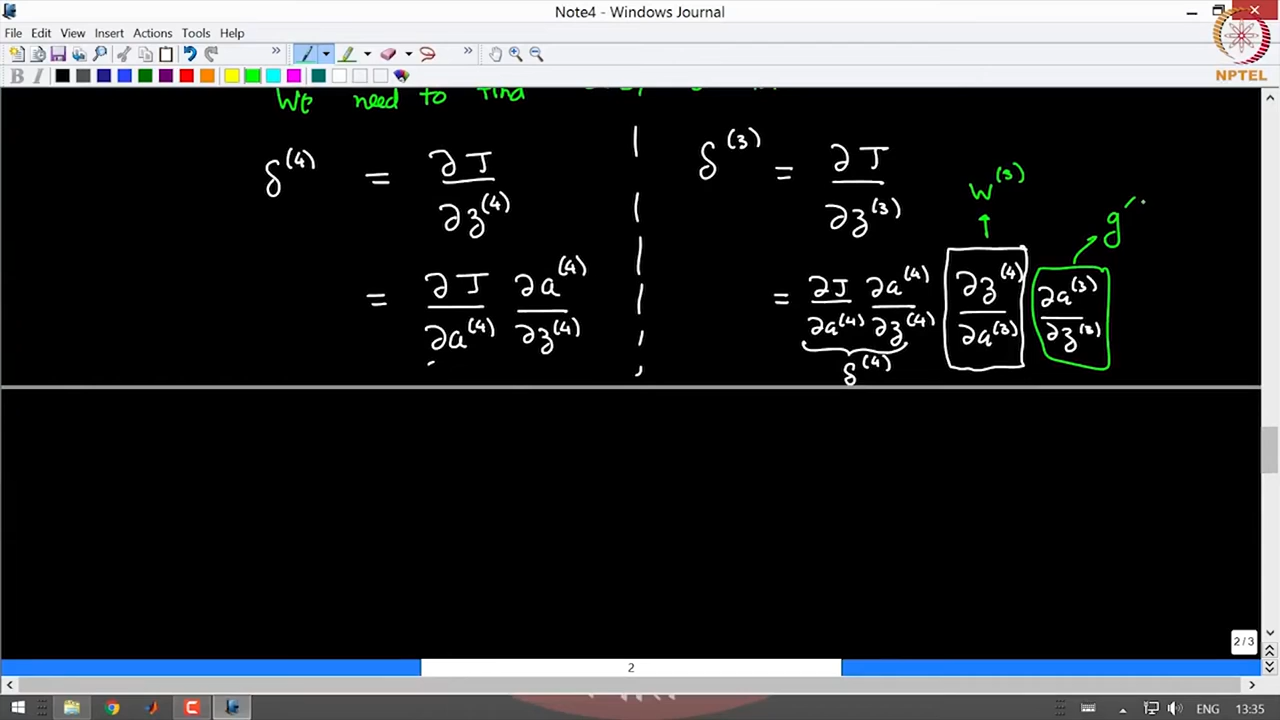 Note4 - Windows Journal
File Edit View Insert Actions Tools Help
NPTEL
We need to find
δ^(4) = ∂J/∂z^(4)
= ∂J/∂a^(4) ∂a^(4)/∂z^(4)
δ^(3) = ∂J/∂z^(3)
w^(3)
g′
= ∂J/∂a^(4) ∂a^(4)/∂z^(4) ∂z^(4)/∂a^(3) ∂a^(3)/∂z^(3)
δ^(4)
2/3
2
ENG 13:35